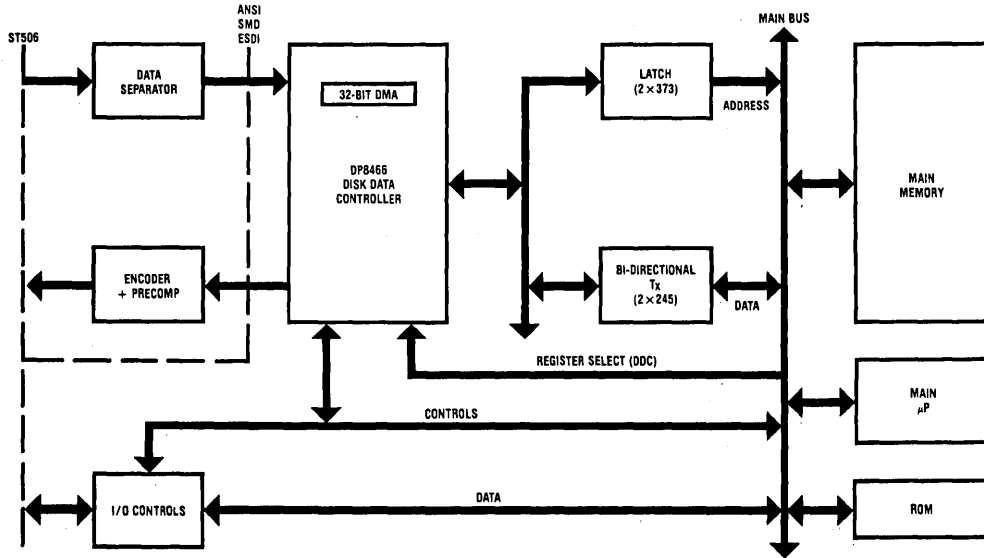 ST506
ANSI
SMD
ESDI
MAIN BUS
DATA
SEPARATOR
32-BIT DMA
DP8466
DISK DATA
CONTROLLER
LATCH
(2 × 373)
ADDRESS
MAIN
MEMORY
ENCODER
+ PRECOMP
BI-DIRECTIONAL
Tx
(2 × 245)
DATA
REGISTER SELECT (DDC)
MAIN
μP
CONTROLS
I/O CONTROLS
DATA
ROM